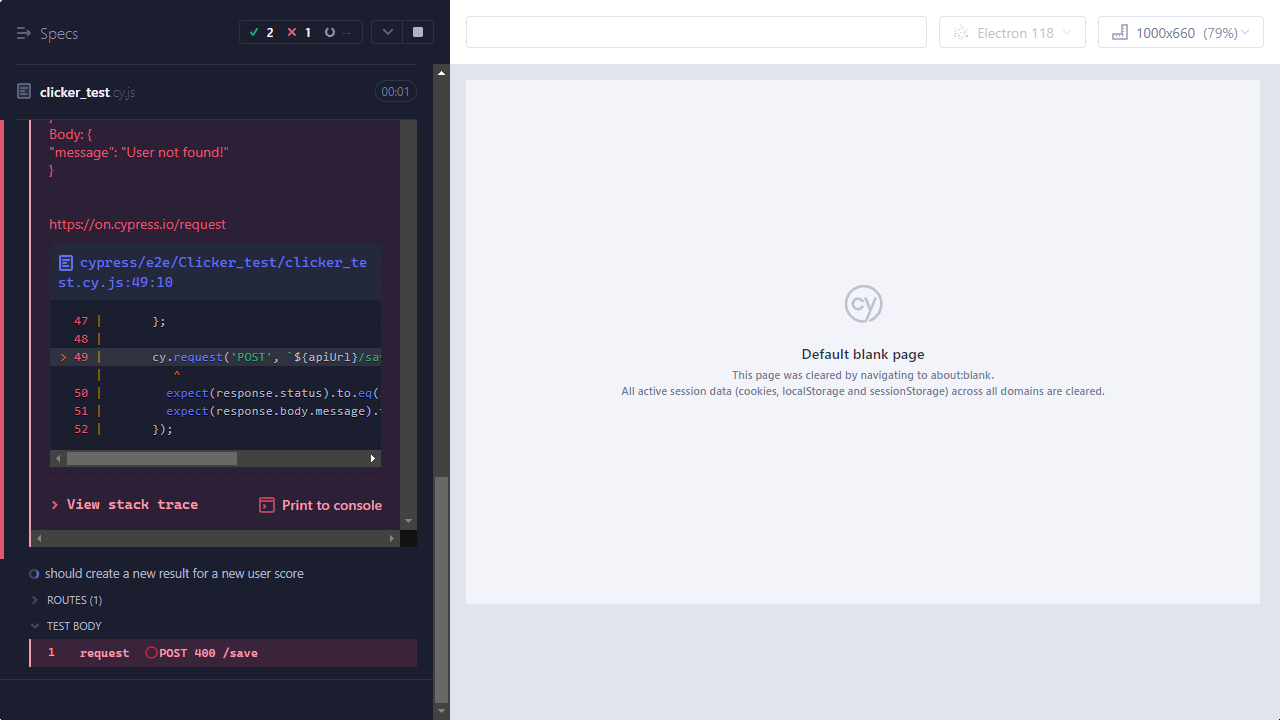 Specs
2 1 --
Electron 118
1000x660 (79%)
clicker_test.cy.js
00:01
}
Body: {
"message": "User not found!"
}
https://on.cypress.io/request
cypress/e2e/Clicker_test/clicker_te
st.cy.js:49:10
47 | };
48 |
> 49 | cy.request('POST', `${apiUrl}/sav
| ^
50 | expect(response.status).to.eq(
51 | expect(response.body.message).
52 | });
View stack trace
Print to console
should create a new result for a new user score
ROUTES (1)
TEST BODY
1 request POST 400 /save
cy
Default blank page
This page was cleared by navigating to about:blank.
All active session data (cookies, localStorage and sessionStorage) across all domains are cleared.